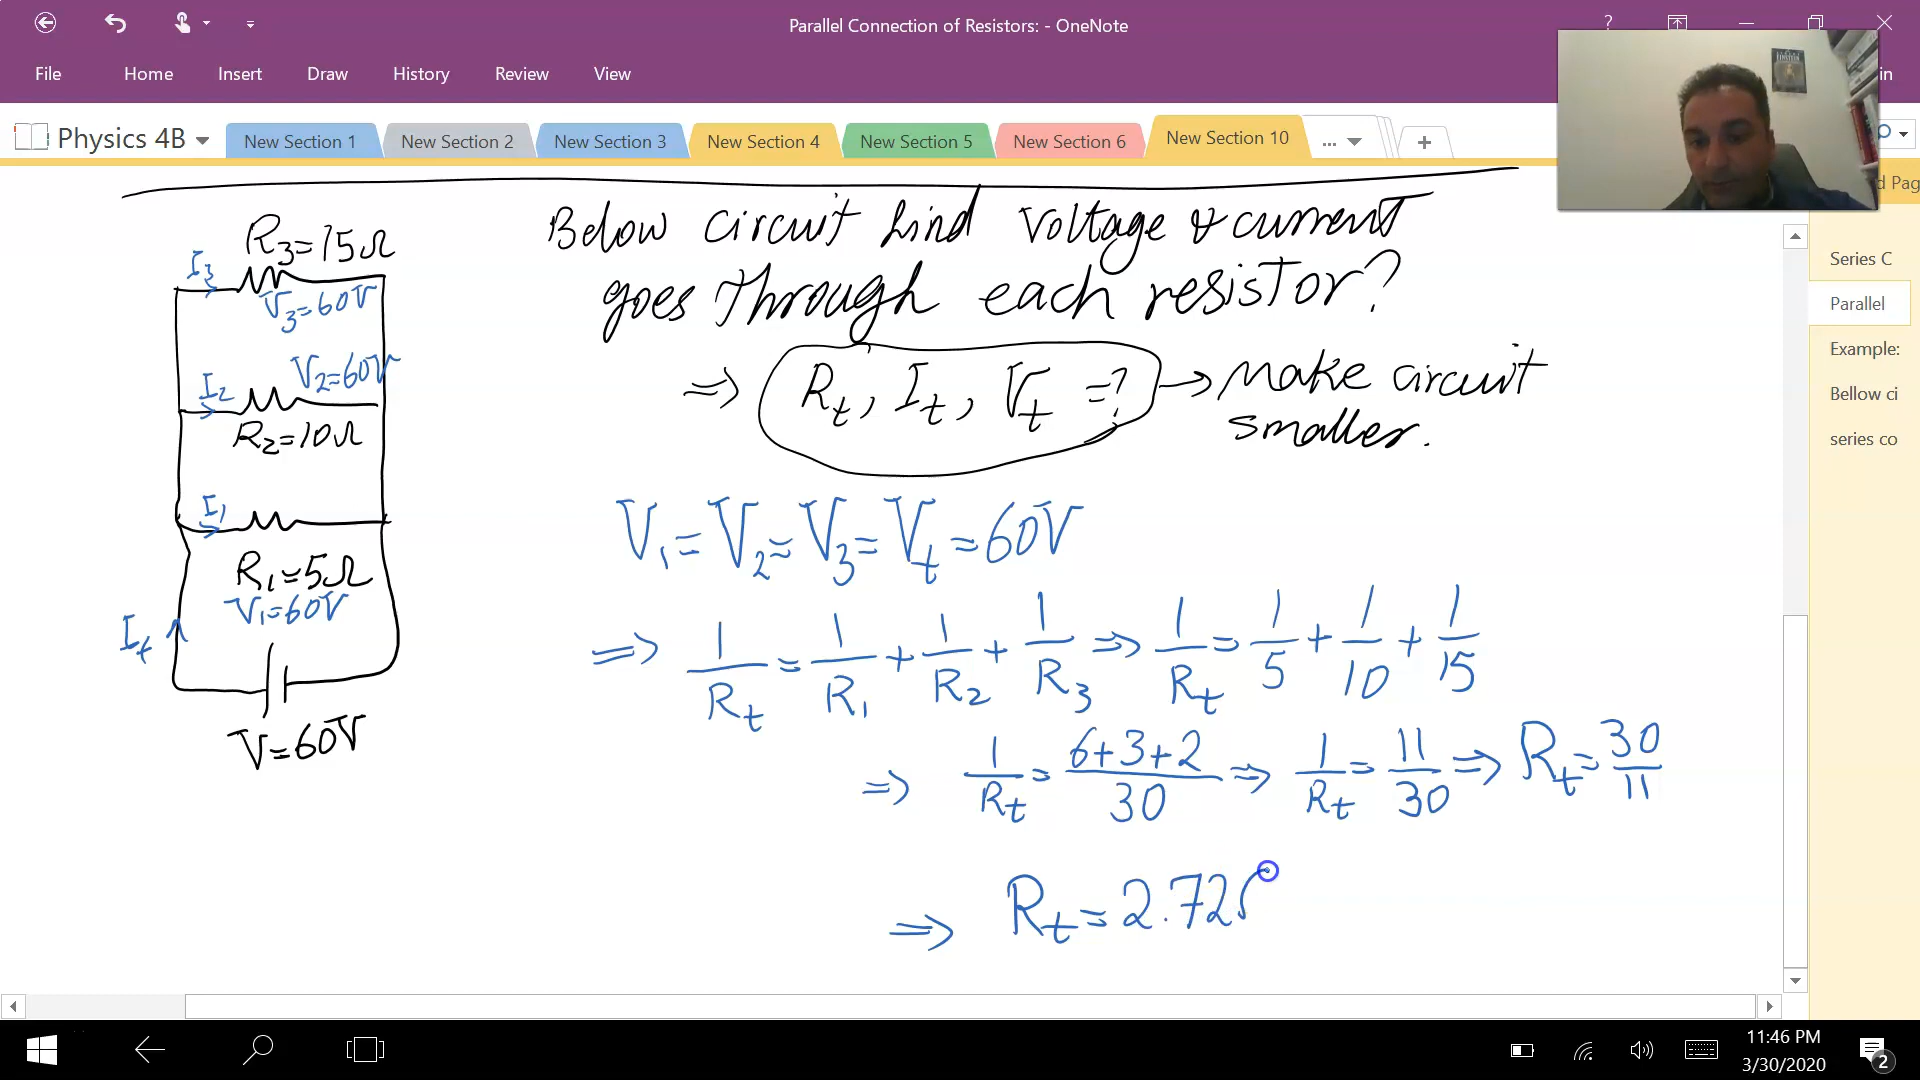 Parallel Connection of Resistors: - OneNote
?
File Home Insert Draw History Review View
in
Physics 4B
New Section 1 New Section 2 New Section 3 New Section 4 New Section 5 New Section 6 New Section 10 ... +
d Pag
Series C
Parallel
Example:
Bellow ci
series co
Below circuit find voltage & current
goes through each resistor?
⇒ Rt, It, Vt =? → make circuit
smaller.
R3=15Ω
I3
V3=60V
V2=60V
I2
R2=10Ω
I1
R1=5Ω
V1=60V
It
V=60V
V1=V2=V3=Vt=60V
⇒ 1/Rt = 1/R1 + 1/R2 + 1/R3 ⇒ 1/Rt = 1/5 + 1/10 + 1/15
⇒ 1/Rt = 6+3+2/30 ⇒ 1/Rt = 11/30 ⇒ Rt = 30/11
⇒ Rt = 2.72
11:46 PM
3/30/2020
2